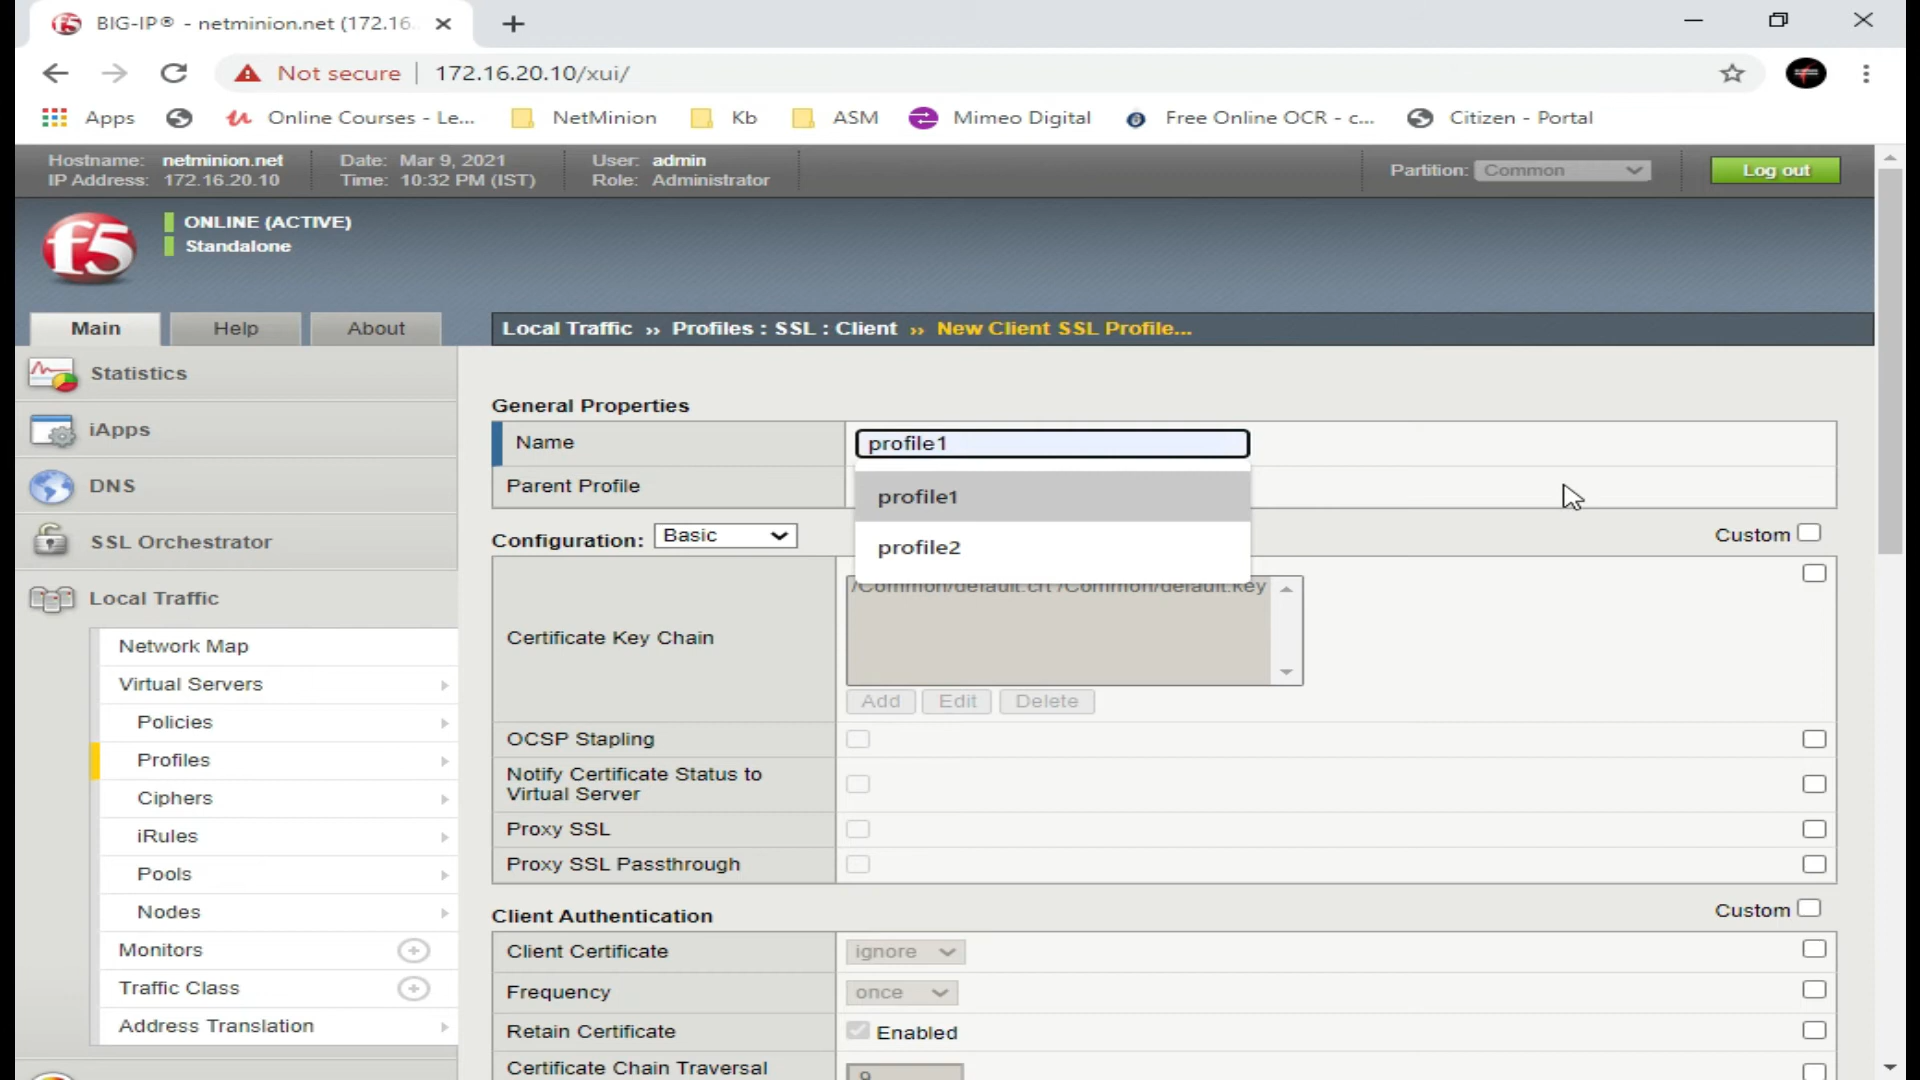 BIG-IP® - netminion.net (172.16.
Not secure | 172.16.20.10/xui/
Apps
Online Courses - Le...
NetMinion
Kb
ASM
Mimeo Digital
Free Online OCR - c...
Citizen - Portal
Hostname: netminion.net
IP Address: 172.16.20.10
Date: Mar 9, 2021
Time: 10:32 PM (IST)
User: admin
Role: Administrator
Partition: Common
Log out
f5
ONLINE (ACTIVE)
Standalone
Main
Help
About
Local Traffic ›› Profiles : SSL : Client ›› New Client SSL Profile...
Statistics
iApps
DNS
SSL Orchestrator
Local Traffic
Network Map
Virtual Servers
Policies
Profiles
Ciphers
iRules
Pools
Nodes
Monitors
Traffic Class
Address Translation
General Properties
Name
profile1
Parent Profile
profile1
profile2
Configuration: Basic
Custom
Certificate Key Chain
/Common/default.crt /Common/default.key
Add
Edit
Delete
OCSP Stapling
Notify Certificate Status to
Virtual Server
Proxy SSL
Proxy SSL Passthrough
Client Authentication
Custom
Client Certificate
ignore
Frequency
once
Retain Certificate
Enabled
Certificate Chain Traversal
9